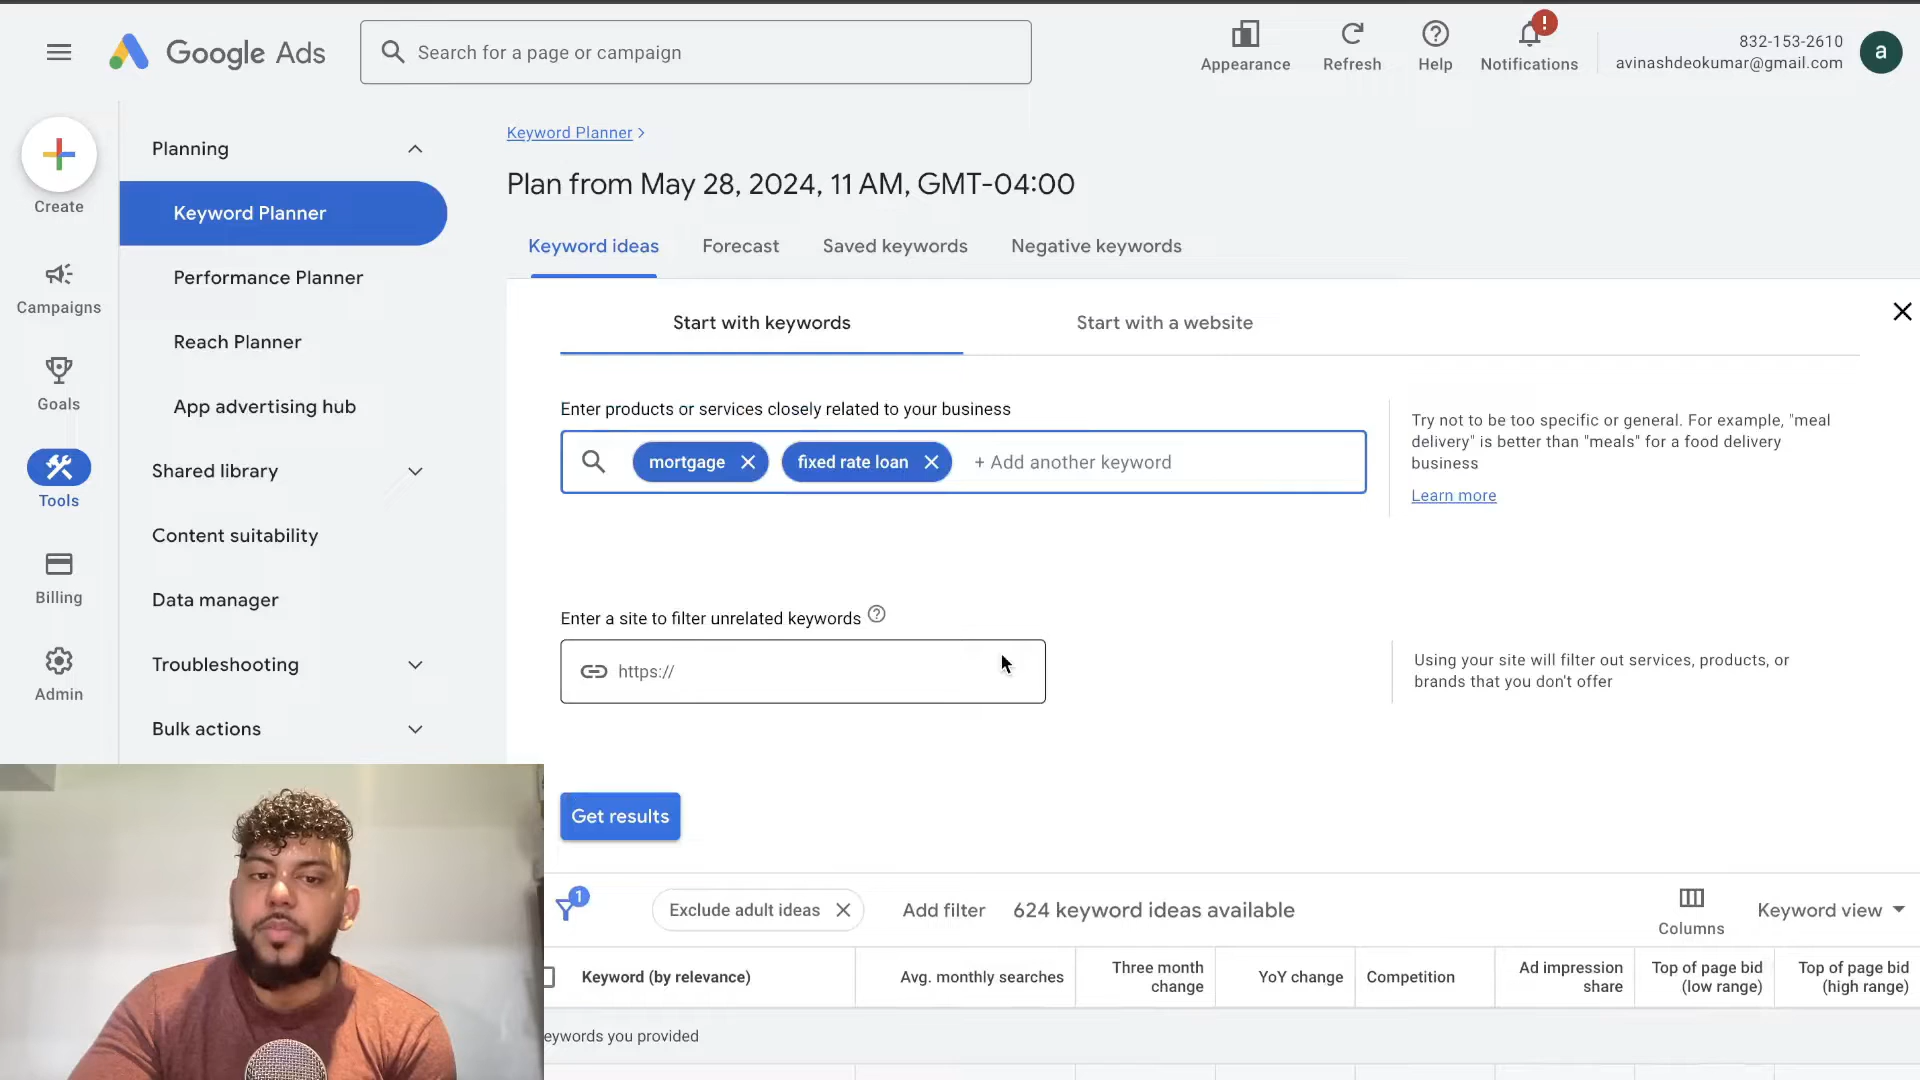 Google Ads
Search for a page or campaign
Appearance
Refresh
Help
!
Notifications
832-153-2610
avinashdeokumar@gmail.com
a
Create
Campaigns
Goals
Tools
Billing
Admin
Planning
Keyword Planner
Performance Planner
Reach Planner
App advertising hub
Shared library
Content suitability
Data manager
Troubleshooting
Bulk actions
Keyword Planner >
Plan from May 28, 2024, 11 AM, GMT-04:00
Keyword ideas Forecast Saved keywords Negative keywords
Start with keywords Start with a website
Enter products or services closely related to your business
mortgage fixed rate loan + Add another keyword
Try not to be too specific or general. For example, "meal
delivery" is better than "meals" for a food delivery
business
Learn more
Enter a site to filter unrelated keywords ?
https://
Using your site will filter out services, products, or
brands that you don't offer
Get results
1
Exclude adult ideas Add filter 624 keyword ideas available
Columns
Keyword view
Keyword (by relevance)
Avg. monthly searches
Three month
change
YoY change
Competition
Ad impression
share
Top of page bid
(low range)
Top of page bid
(high range)
eywords you provided